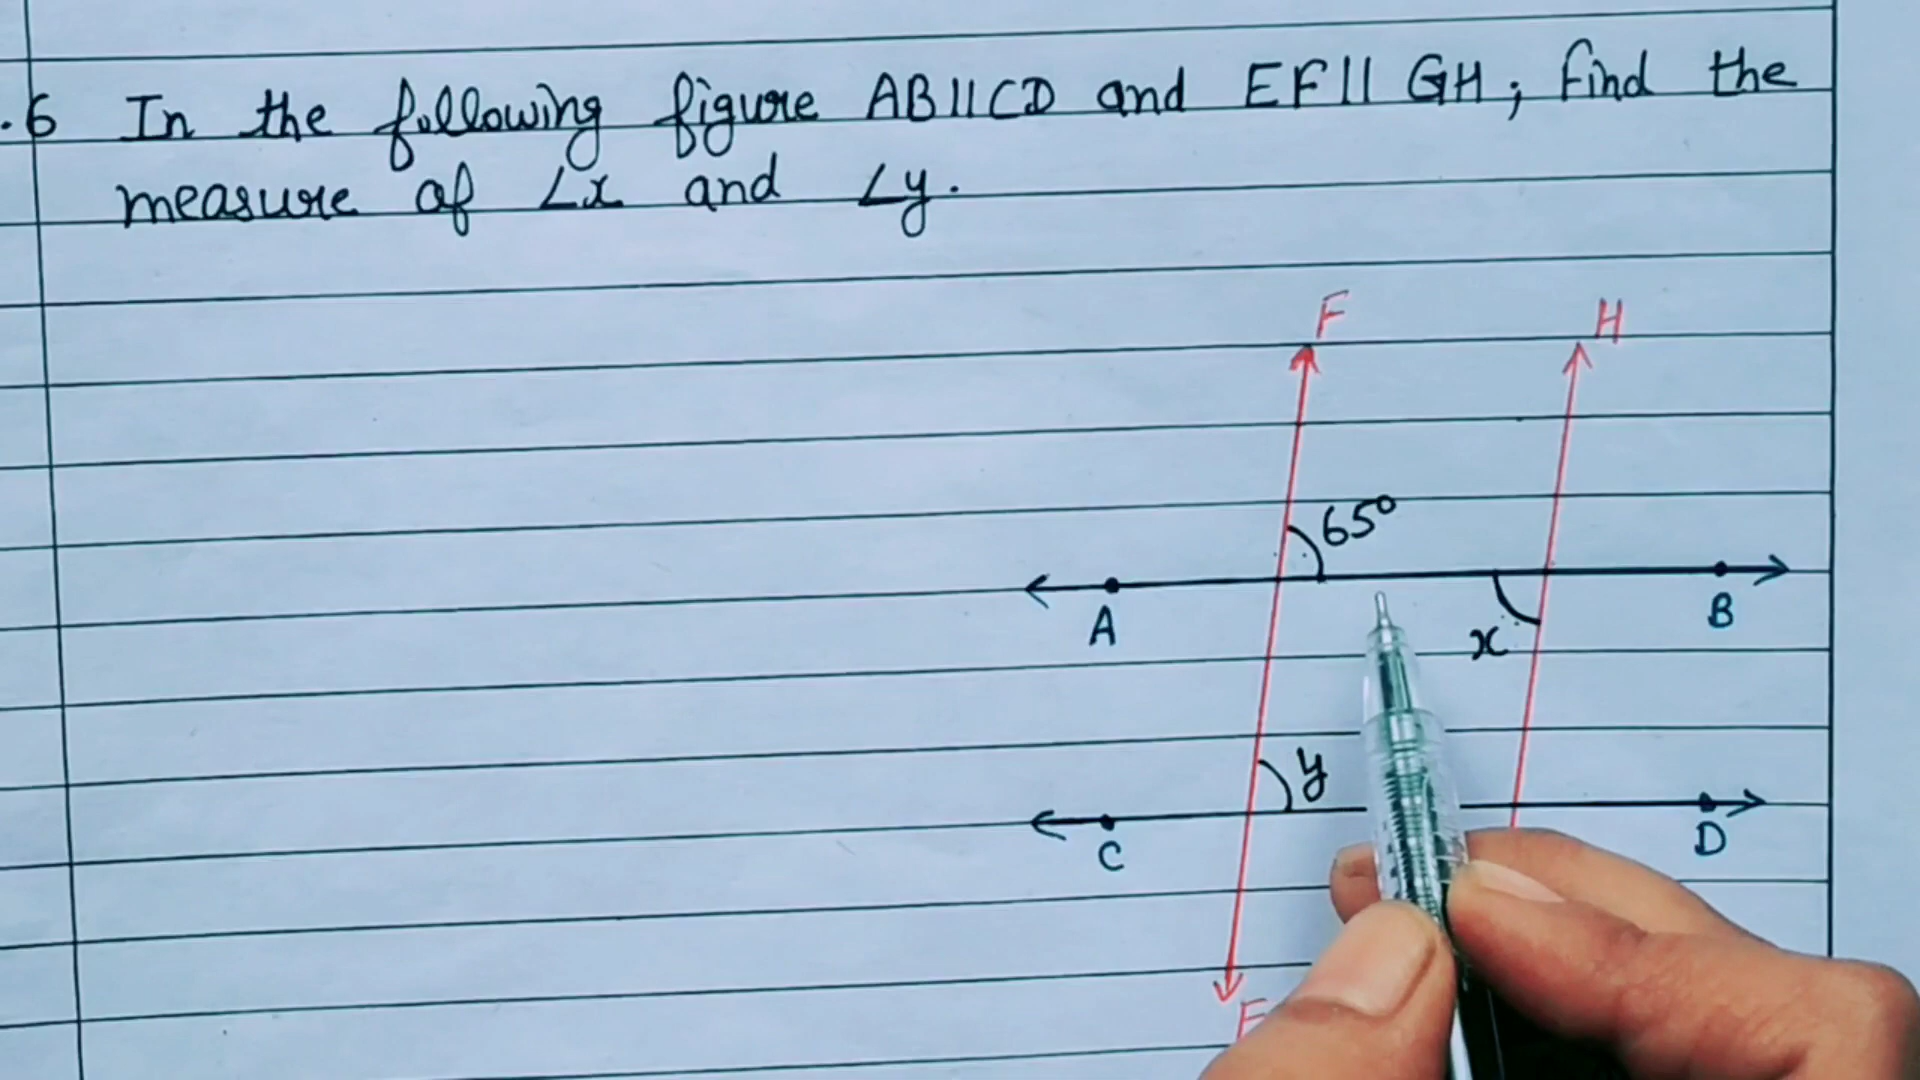 .6 In the following figure AB||CD and EF|| GH; find the
measure of ∠x and ∠y.
F
H
65°
A
B
x
y
C
D
E